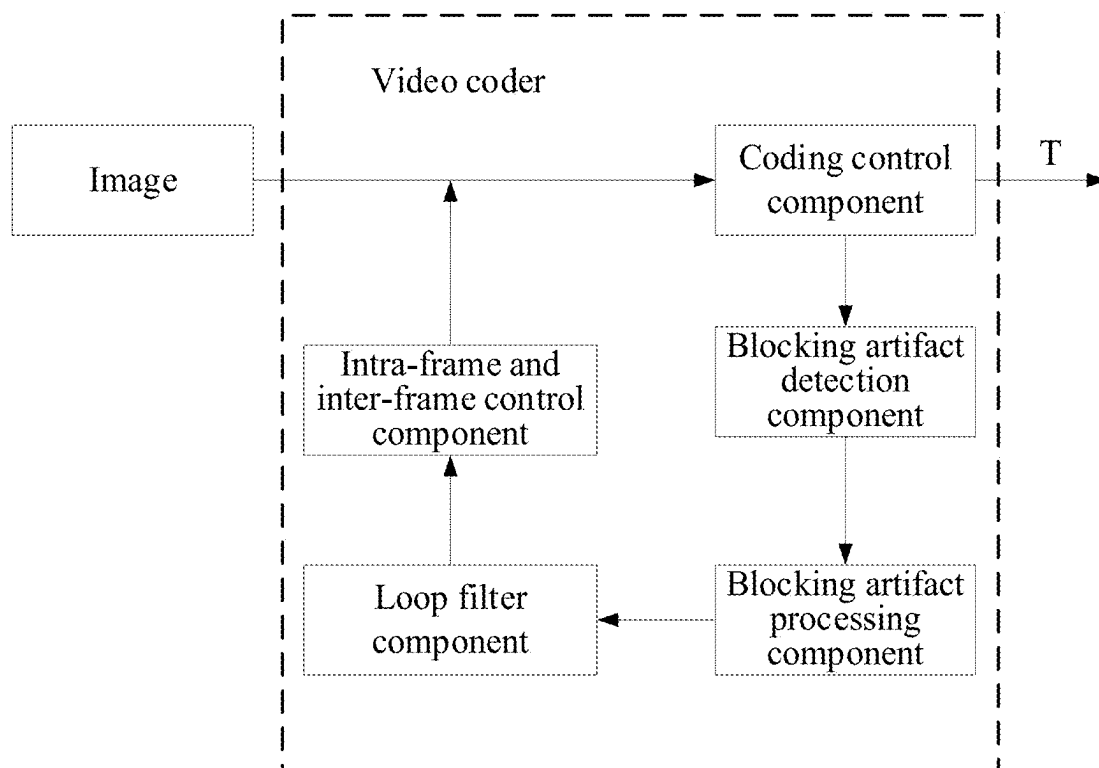 Video coder
Image
Coding control
component
T
Intra-frame and
inter-frame control
component
Blocking artifact
detection
component
Loop filter
component
Blocking artifact
processing
component